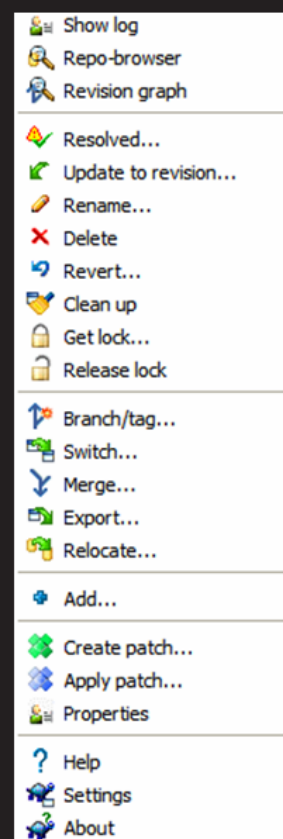 Show log
Repo-browser
Revision graph
Resolved...
Update to revision...
Rename...
Delete
Revert...
Clean up
Get lock...
Release lock
Branch/tag...
Switch...
Merge...
Export...
Relocate...
Add...
Create patch...
Apply patch...
Properties
Help
Settings
About